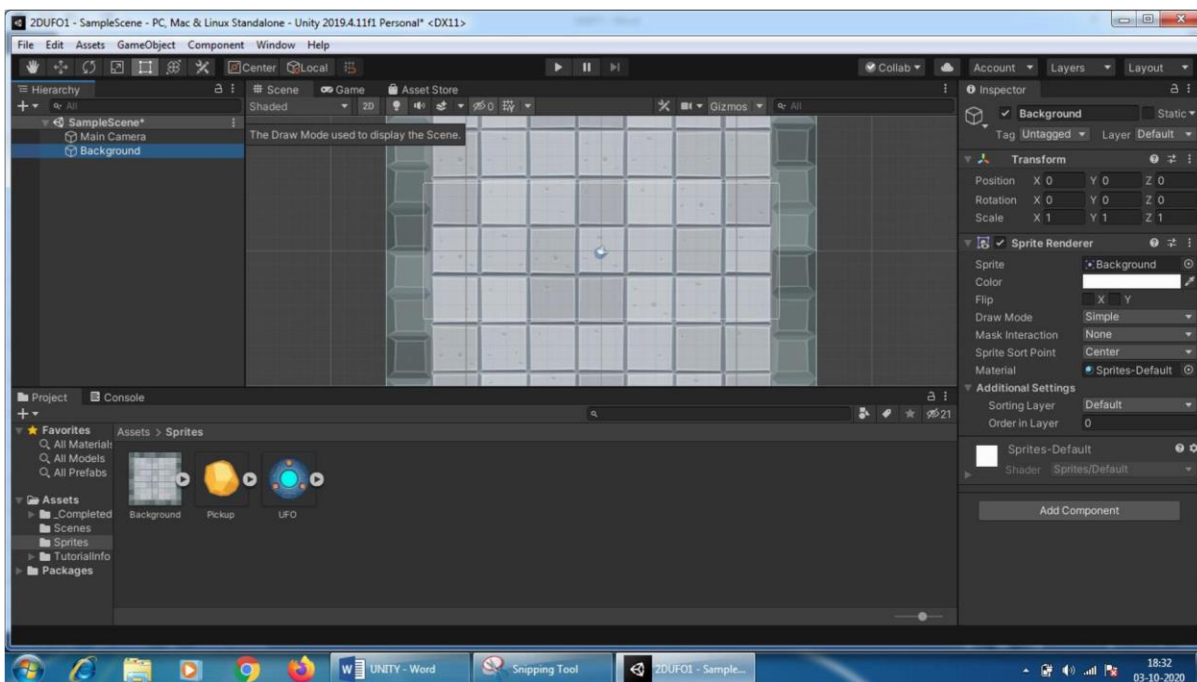 2DUFO1 - SampleScene - PC, Mac & Linux Standalone - Unity 2019.4.11f1 Personal* <DX11>
File Edit Assets GameObject Component Window Help
Center Local Collab Account Layers Layout
Hierarchy
All
SampleScene*
Main Camera
Background
Scene Game Asset Store
Shaded 2D 0 Gizmos All
The Draw Mode used to display the Scene.
Inspector
Background Static
Tag Untagged Layer Default
Transform
Position X 0 Y 0 Z 0
Rotation X 0 Y 0 Z 0
Scale X 1 Y 1 Z 1
Sprite Renderer
Sprite Background
Color
Flip X Y
Draw Mode Simple
Mask Interaction None
Sprite Sort Point Center
Material Sprites-Default
Additional Settings
Sorting Layer Default
Order in Layer 0
Sprites-Default
Shader Sprites/Default
Add Component
Project Console
21
Favorites
All Materials
All Models
All Prefabs
Assets
_Completed
Scenes
Sprites
TutorialInfo
Packages
Assets > Sprites
Background Pickup UFO
UNITY - Word Snipping Tool 2DUFO1 - Sample...
18:32
03-10-2020